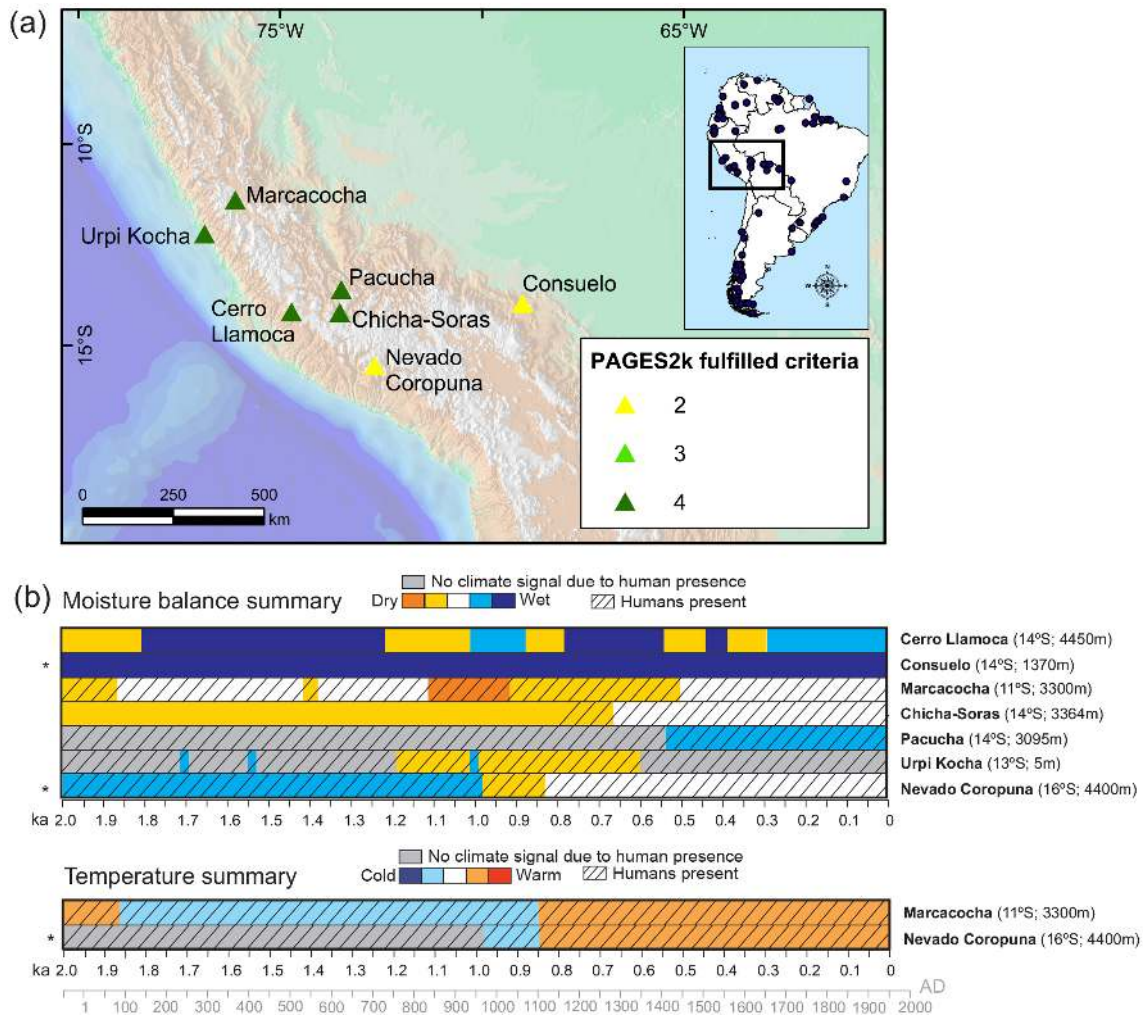 (a)
75°W
65°W
10°S
15°S
Marcacocha
Urpi Kocha
Pacucha
Consuelo
Cerro
Llamoca
Chicha-Soras
Nevado
Coropuna
N
W
E
S
PAGES2k fulfilled criteria
2
3
4
0 250 500
km
(b)
Moisture balance summary
No climate signal due to human presence
Dry Wet Humans present
Cerro Llamoca (14ºS; 4450m)
* Consuelo (14ºS; 1370m)
Marcacocha (11ºS; 3300m)
Chicha-Soras (14ºS; 3364m)
Pacucha (14ºS; 3095m)
Urpi Kocha (13ºS; 5m)
* Nevado Coropuna (16ºS; 4400m)
ka 2.0 1.9 1.8 1.7 1.6 1.5 1.4 1.3 1.2 1.1 1.0 0.9 0.8 0.7 0.6 0.5 0.4 0.3 0.2 0.1 0
Temperature summary
No climate signal due to human presence
Cold Warm Humans present
Marcacocha (11ºS; 3300m)
* Nevado Coropuna (16ºS; 4400m)
ka 2.0 1.9 1.8 1.7 1.6 1.5 1.4 1.3 1.2 1.1 1.0 0.9 0.8 0.7 0.6 0.5 0.4 0.3 0.2 0.1 0
AD
1 100 200 300 400 500 600 700 800 900 1000 1100 1200 1300 1400 1500 1600 1700 1800 1900 2000